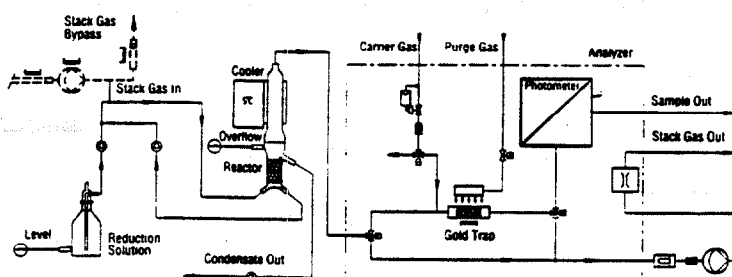 Stack Gas
Bypass
Carrier Gas
Purge Gas
Analyzer
Cooler
Photometer
Stack Gas In
Sample Out
Overflow
Stack Gas Out
Reactor
Level
Reduction
Solution
Gold Trap
Condensate Out